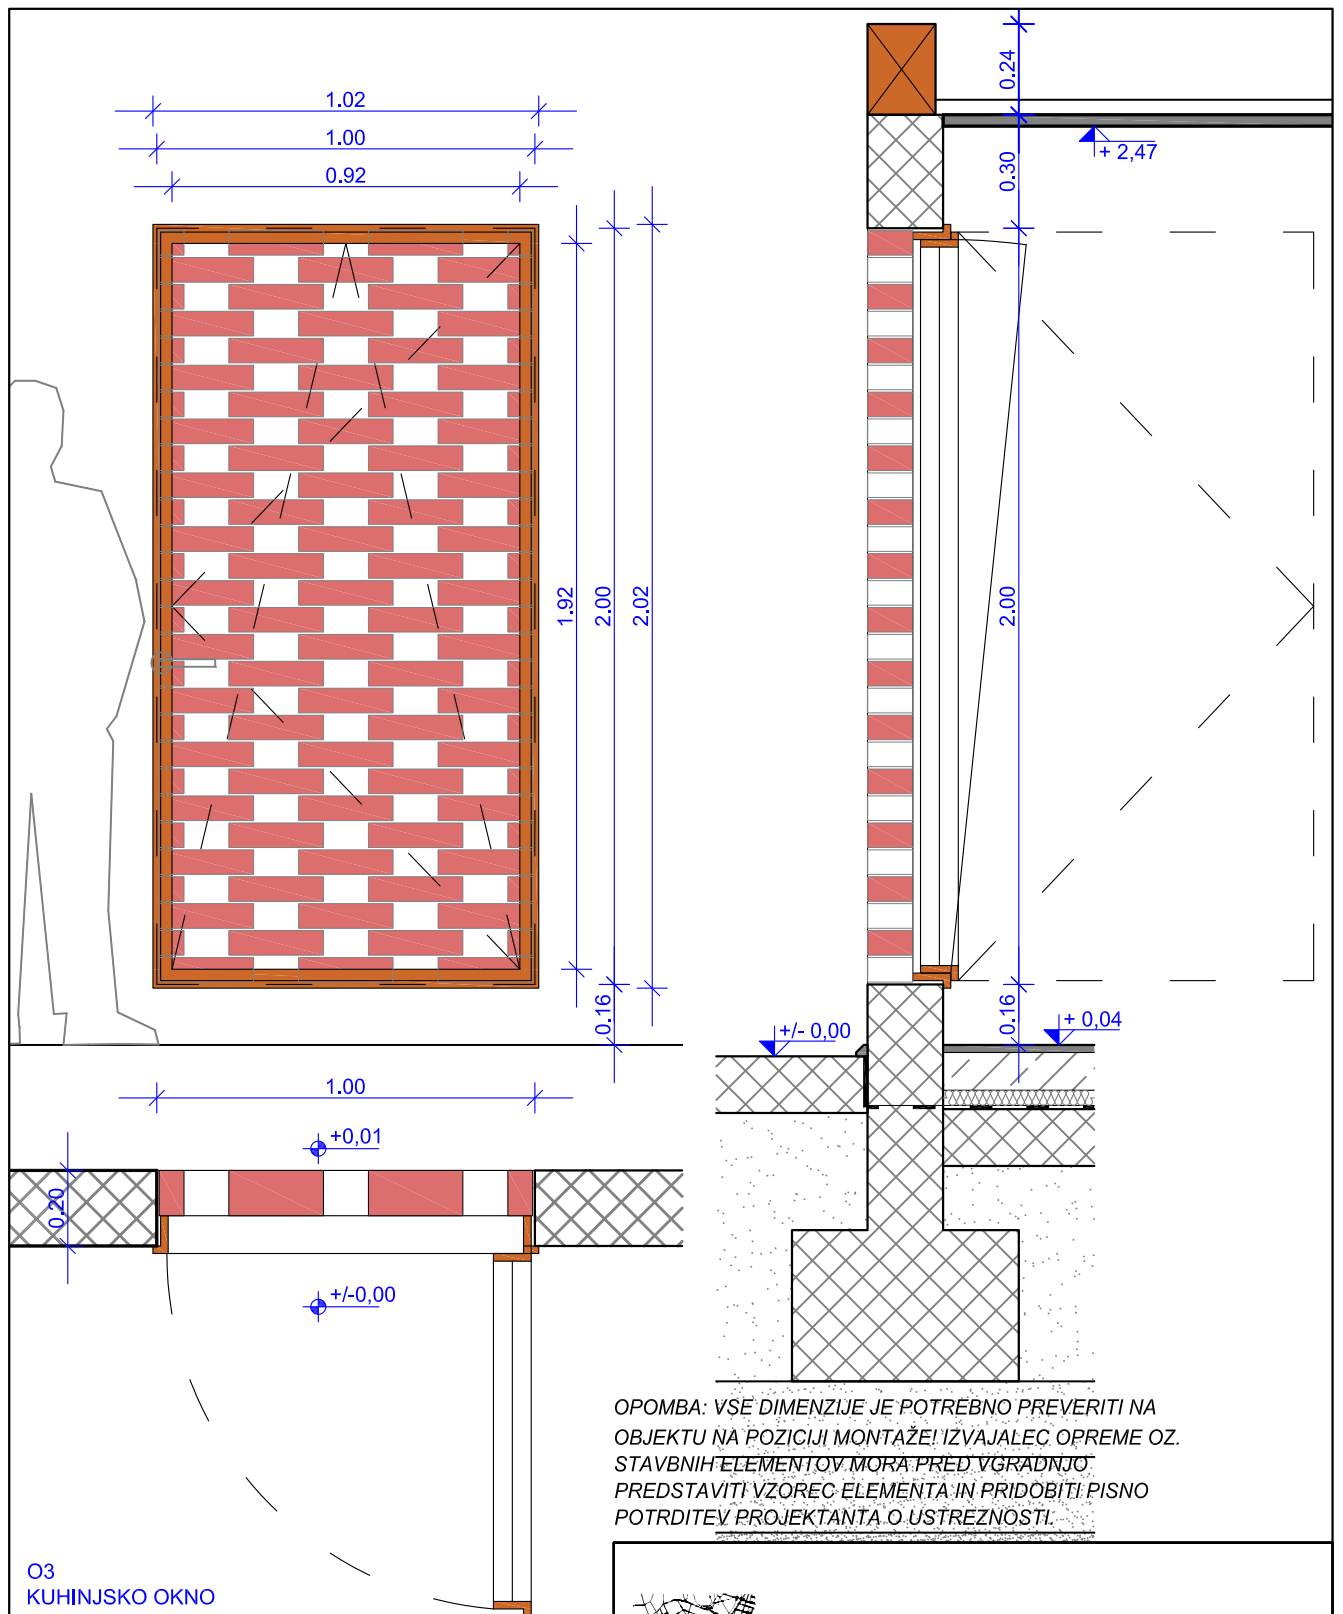 1.02
1.00
0.92
0.24
0.30
+ 2,47
1.92
2.00
2.02
2.00
0.16
0.16
+/- 0,00
+ 0,04
1.00
+0,01
0.20
+/-0,00
OPOMBA: VSE DIMENZIJE JE POTREBNO PREVERITI NA
OBJEKTU NA POZICIJI MONTAŽE! IZVAJALEC OPREME OZ.
STAVBNIH ELEMENTOV MORA PRED VGRADNJO
PREDSTAVITI VZOREC ELEMENTA IN PRIDOBITI PISNO
POTRDITEV PROJEKTANTA O USTREZNOSTI.
O3
KUHINJSKO OKNO